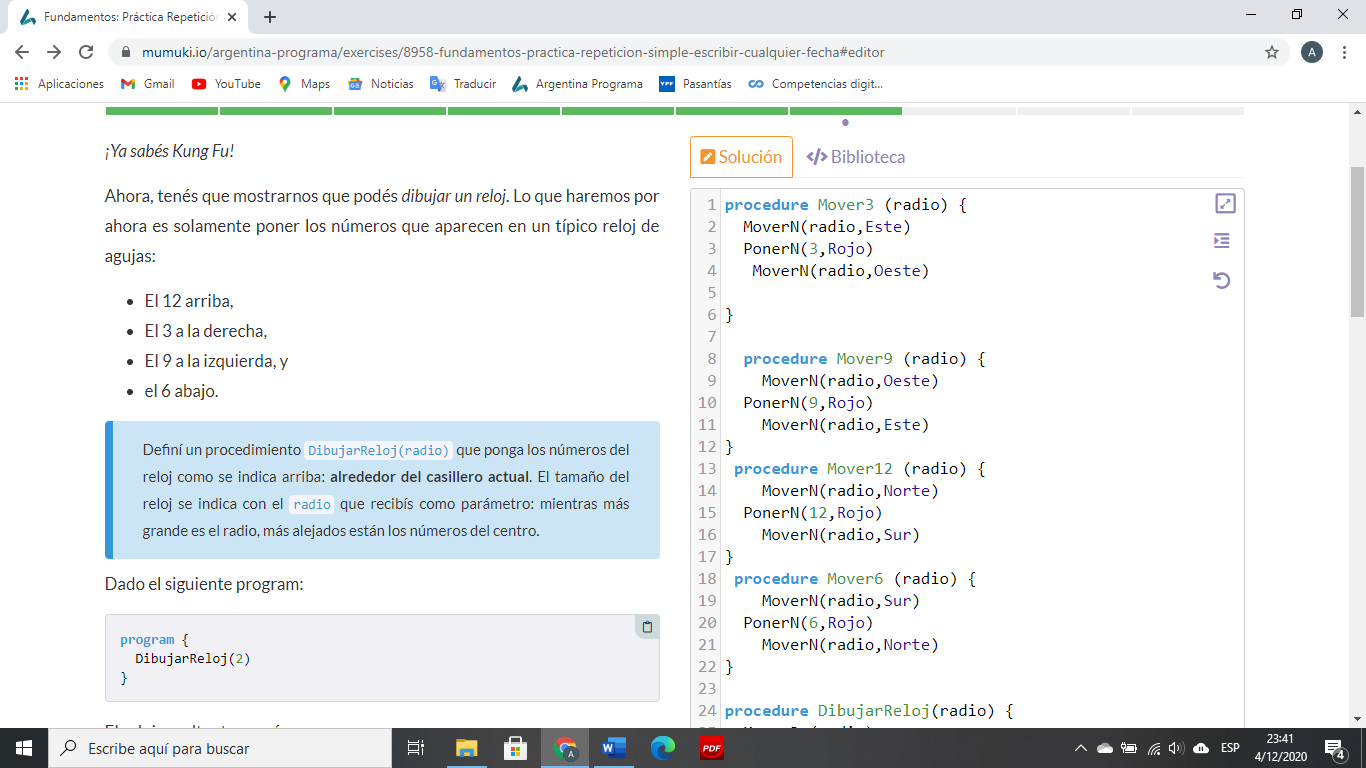 Fundamentos: Práctica Repetició
mumuki.io/argentina-programa/exercises/8958-fundamentos-practica-repeticion-simple-escribir-cualquier-fecha#editor
A
Aplicaciones Gmail YouTube Maps Noticias Traducir Argentina Programa YPF Pasantías Competencias digit...
¡Ya sabés Kung Fu!
Ahora, tenés que mostrarnos que podés dibujar un reloj. Lo que haremos por
ahora es solamente poner los números que aparecen en un típico reloj de
agujas:
El 12 arriba,
El 3 a la derecha,
El 9 a la izquierda, y
el 6 abajo.
Definí un procedimiento DibujarReloj(radio) que ponga los números del
reloj como se indica arriba: alrededor del casillero actual. El tamaño del
reloj se indica con el radio que recibís como parámetro: mientras más
grande es el radio, más alejados están los números del centro.
Dado el siguiente program:
program {
DibujarReloj(2)
}
Solución </> Biblioteca
1 procedure Mover3 (radio) {
2 MoverN(radio,Este)
3 PonerN(3,Rojo)
4 MoverN(radio,Oeste)
5
6 }
7
8 procedure Mover9 (radio) {
9 MoverN(radio,Oeste)
10 PonerN(9,Rojo)
11 MoverN(radio,Este)
12 }
13 procedure Mover12 (radio) {
14 MoverN(radio,Norte)
15 PonerN(12,Rojo)
16 MoverN(radio,Sur)
17 }
18 procedure Mover6 (radio) {
19 MoverN(radio,Sur)
20 PonerN(6,Rojo)
21 MoverN(radio,Norte)
22 }
23
24 procedure DibujarReloj(radio) {
Escribe aquí para buscar
A
W
PDF
ESP
23:41
4/12/2020
4